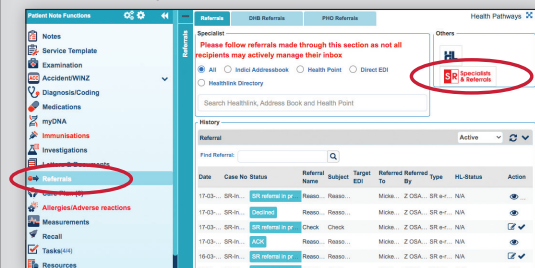 Patient Note Functions
Notes
Service Template
Examination
ACC Accident/WINZ
Diagnosis/Coding
Medications
myDNA
Immunisations
Investigations
Letters & Documents
Referrals
Allergies/Adverse reactions
Measurements
Recall
Tasks(4/4)
Resources
Referrals
Referrals DHB Referrals PHO Referrals Health Pathways
Specialist
Please follow referrals made through this section as not all
recipients may actively manage their inbox
All Indici Addressbook Health Point Direct EDI
Healthlink Directory
Search Healthlink, Address Book and Health Point
Others
HL
SR Specialists
& Referrals
History
Referral Active
Find Referral:
Date Case No Status Referral Name Subject Target EDI Referred To Referred By Type HL-Status Action
17-03-... SR-In... SR referral in pr... Reaso... Reaso... Micke... Z OSA... SR e-r... N/A
17-03-... SR-In... Declined Reaso... Reaso... Micke... Z OSA... SR e-r... N/A
17-03-... SR-In... SR referral in pr... Check Check Micke... Z OSA... SR e-r... N/A
17-03-... SR-In... ACK Reaso... Reaso... Micke... Z OSA... SR e-r... N/A
16-03-... SR-In... SR referral in pr... Reaso... Reaso... Micke... Z OSA... SR e-r... N/A